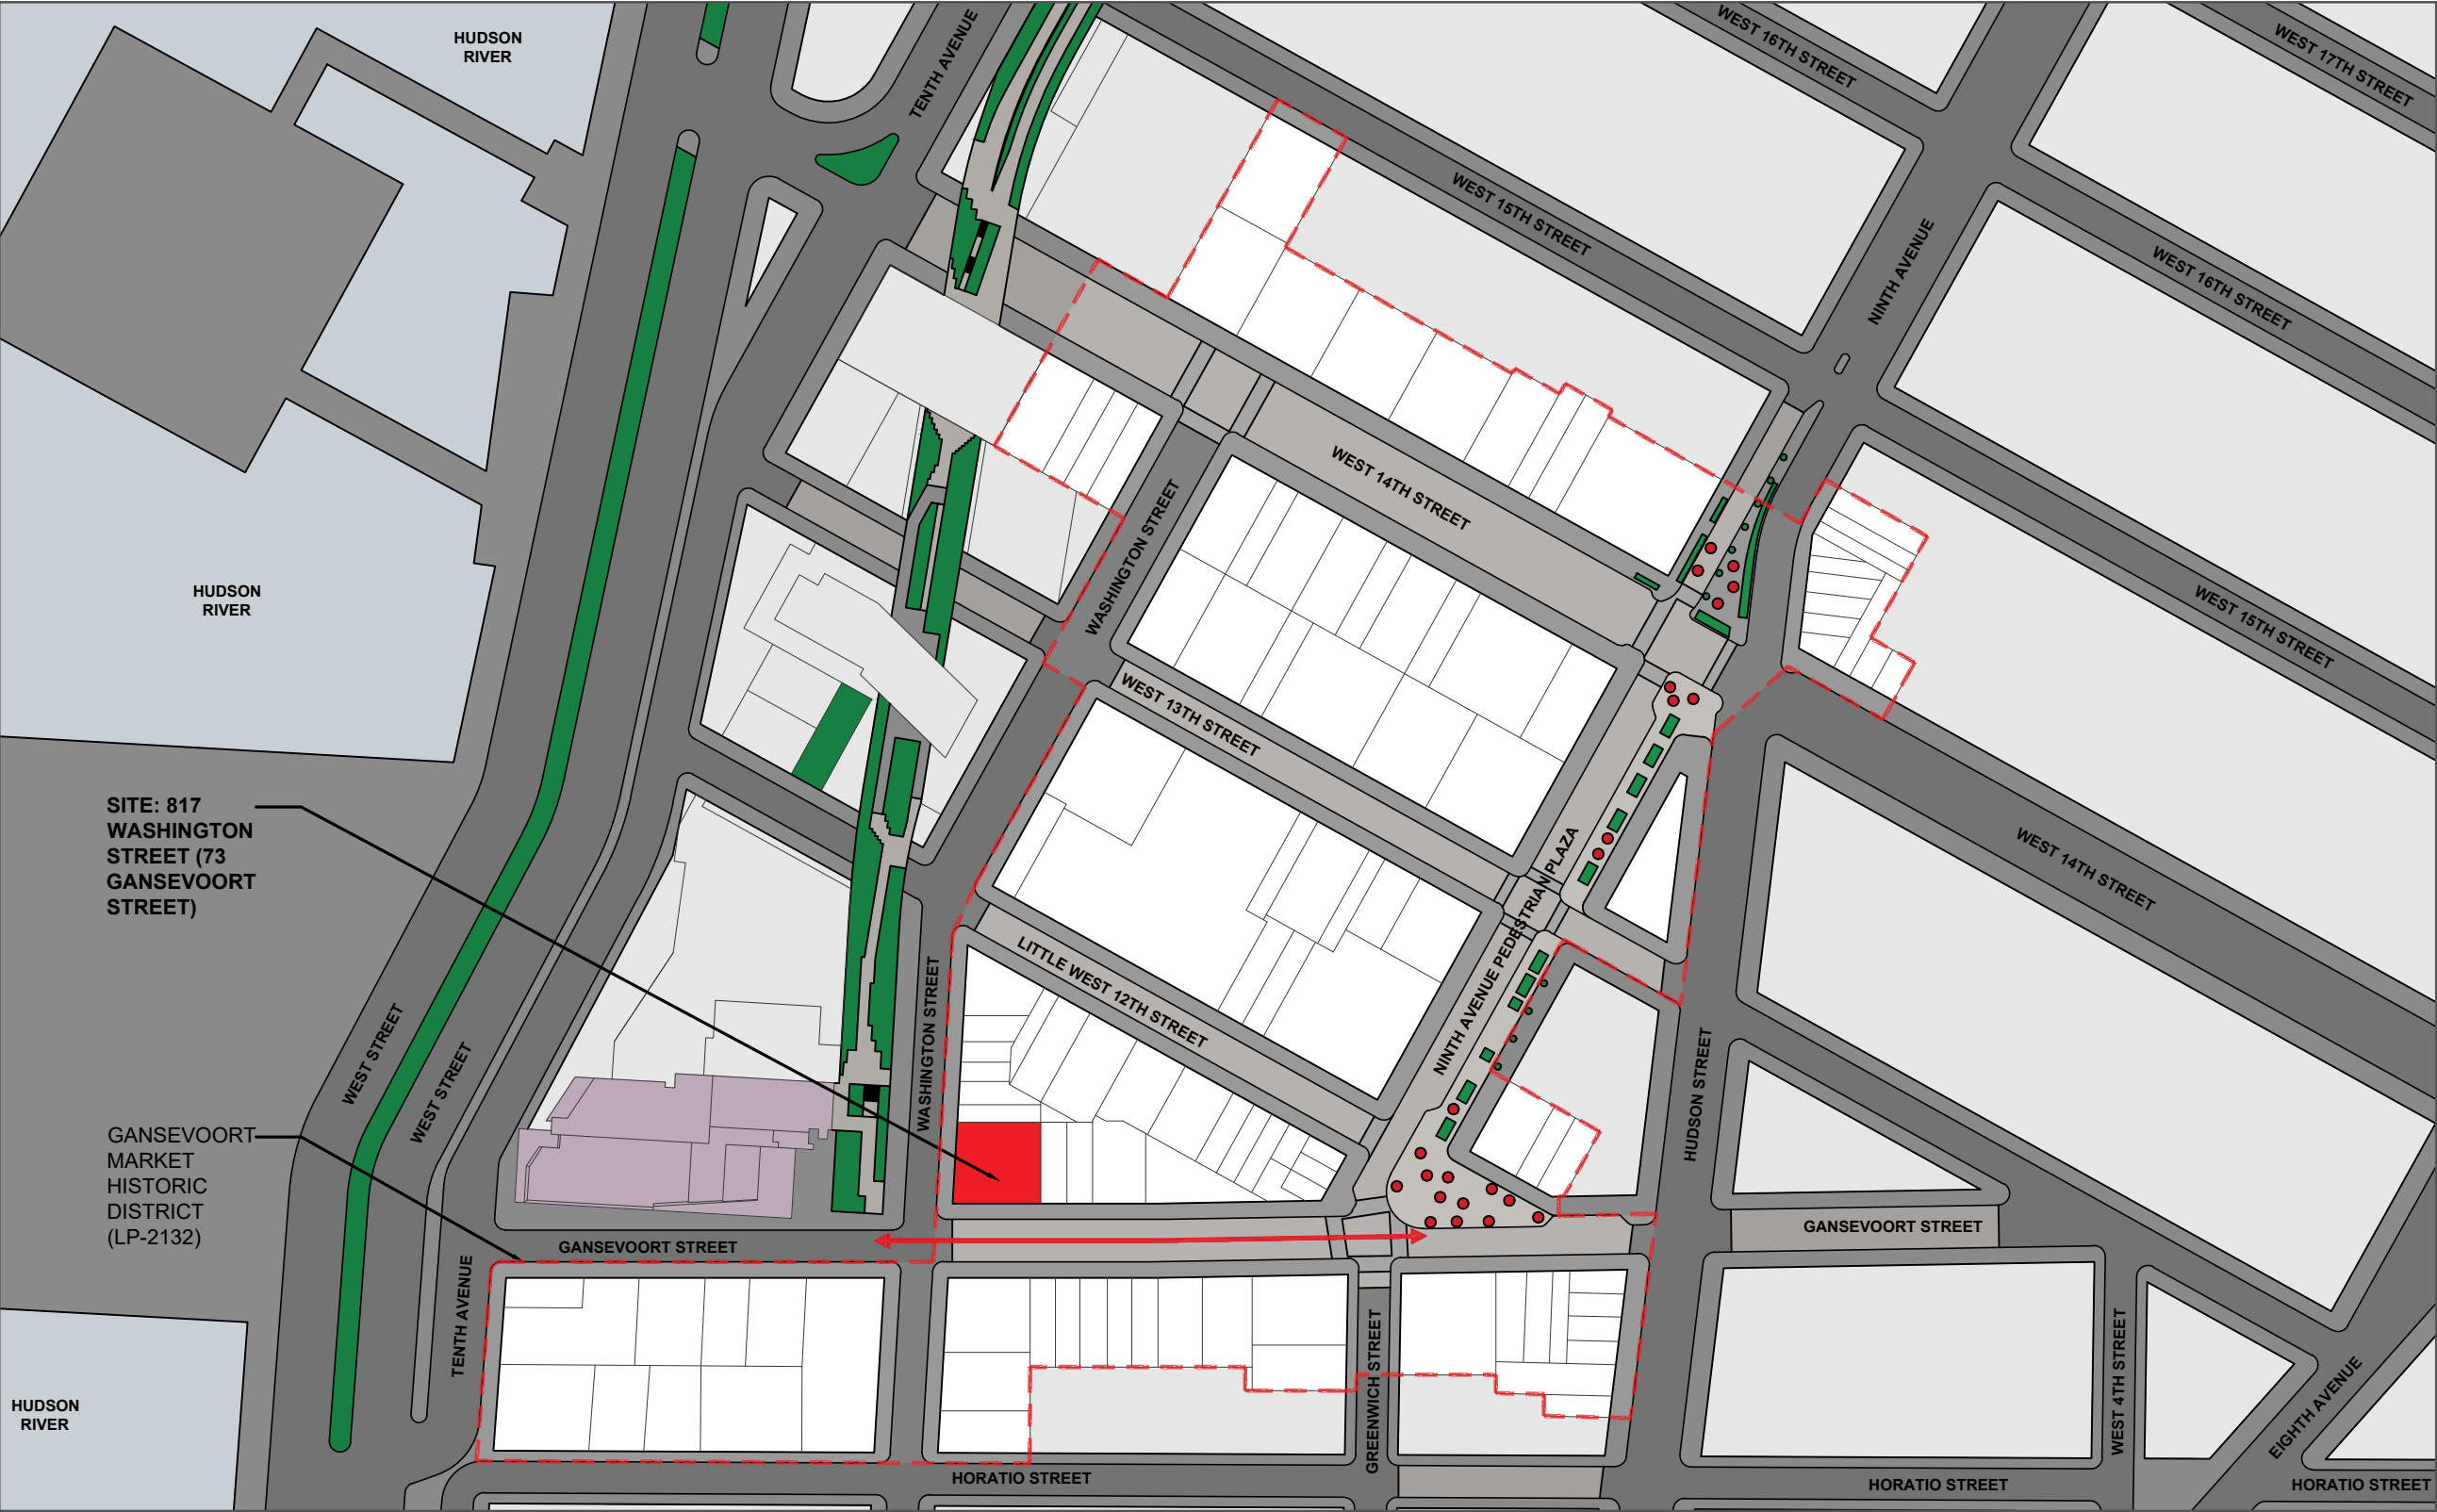 HUDSON
RIVER
TENTH AVENUE
WEST 16TH STREET
WEST 17TH STREET
WEST 15TH STREET
NINTH AVENUE
WEST 16TH STREET
WEST 14TH STREET
WASHINGTON STREET
HUDSON
RIVER
WEST 15TH STREET
WEST 13TH STREET
SITE: 817
WASHINGTON
STREET (73
GANSEVOORT
STREET)
NINTH AVENUE PEDESTRIAN PLAZA
WEST 14TH STREET
LITTLE WEST 12TH STREET
WASHINGTON STREET
WEST STREET
WEST STREET
HUDSON STREET
GANSEVOORT
MARKET
HISTORIC
DISTRICT
(LP-2132)
GANSEVOORT STREET
GANSEVOORT STREET
TENTH AVENUE
GREENWICH STREET
WEST 4TH STREET
EIGHTH AVENUE
HUDSON
RIVER
HORATIO STREET
HORATIO STREET
HORATIO STREET